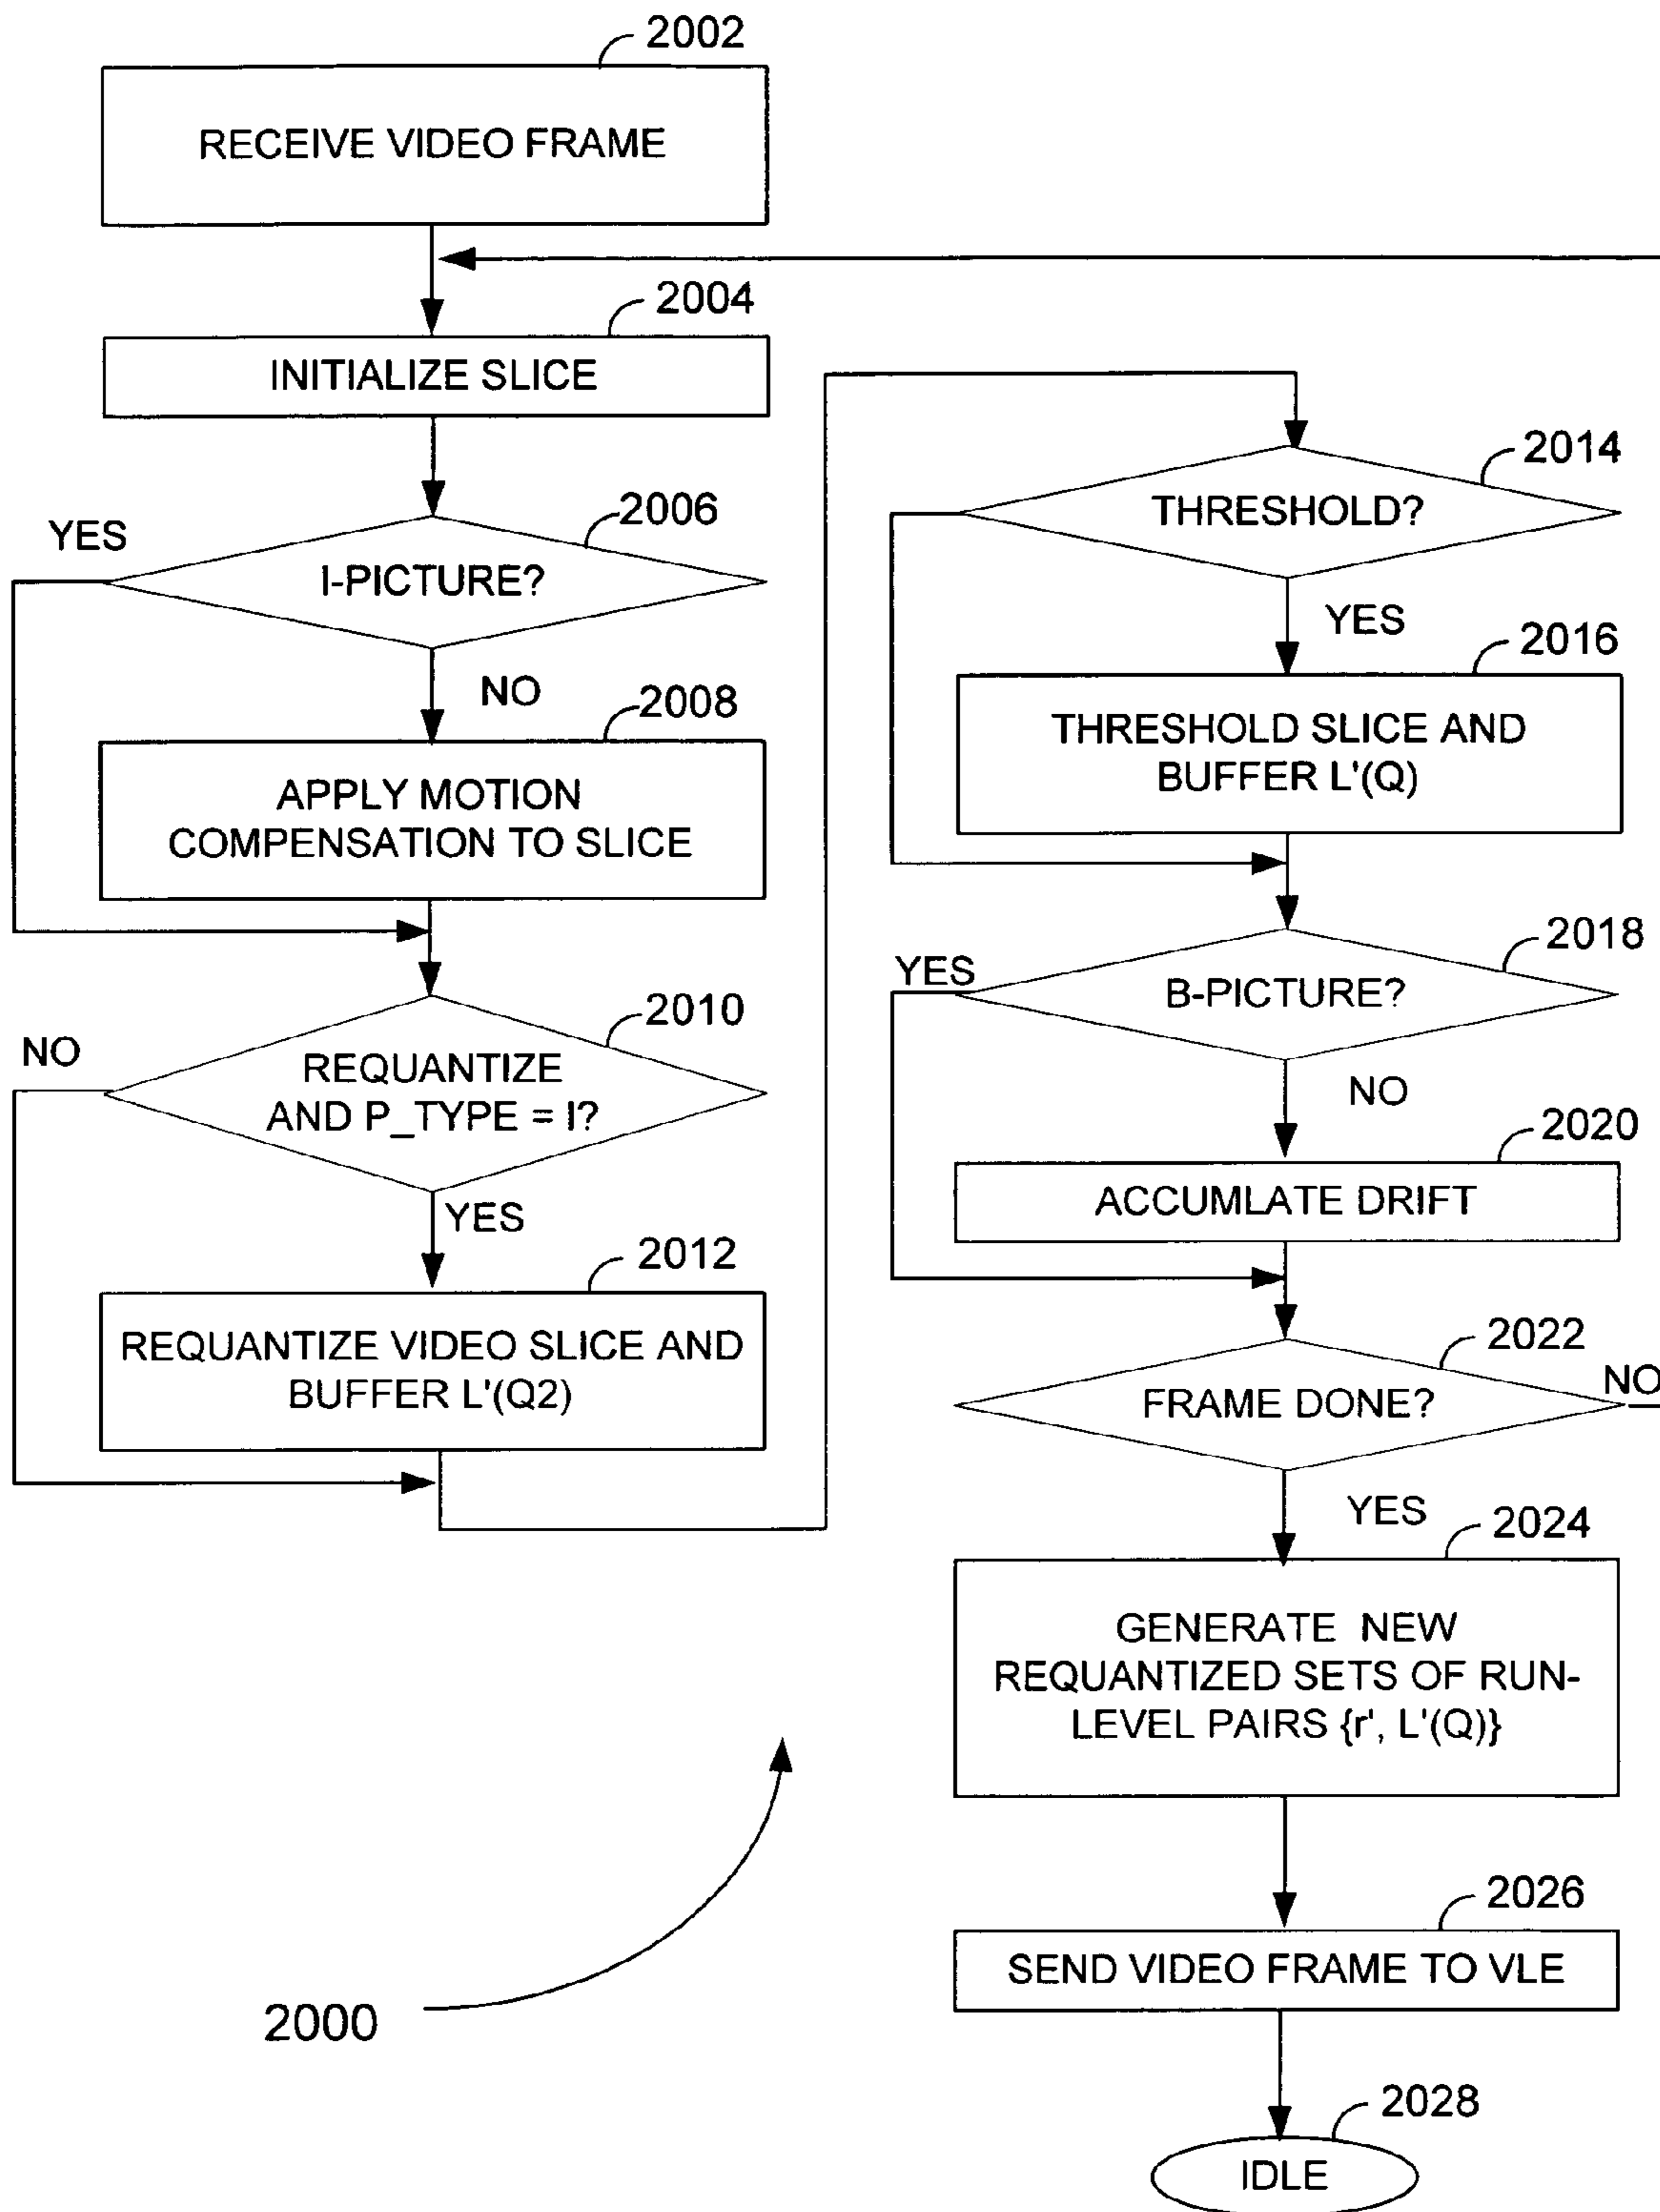 2002
RECEIVE VIDEO FRAME
2004
INITIALIZE SLICE
2006
YES
I-PICTURE?
NO
2008
APPLY MOTION
COMPENSATION TO SLICE
2010
NO
REQUANTIZE
AND P_TYPE = I?
YES
2012
REQUANTIZE VIDEO SLICE AND
BUFFER L'(Q2)
2014
THRESHOLD?
YES
2016
THRESHOLD SLICE AND
BUFFER L'(Q)
2018
YES
B-PICTURE?
NO
2020
ACCUMLATE DRIFT
2022
NO
FRAME DONE?
YES
2024
GENERATE NEW
REQUANTIZED SETS OF RUN-
LEVEL PAIRS {r', L'(Q)}
2026
SEND VIDEO FRAME TO VLE
2028
IDLE
2000